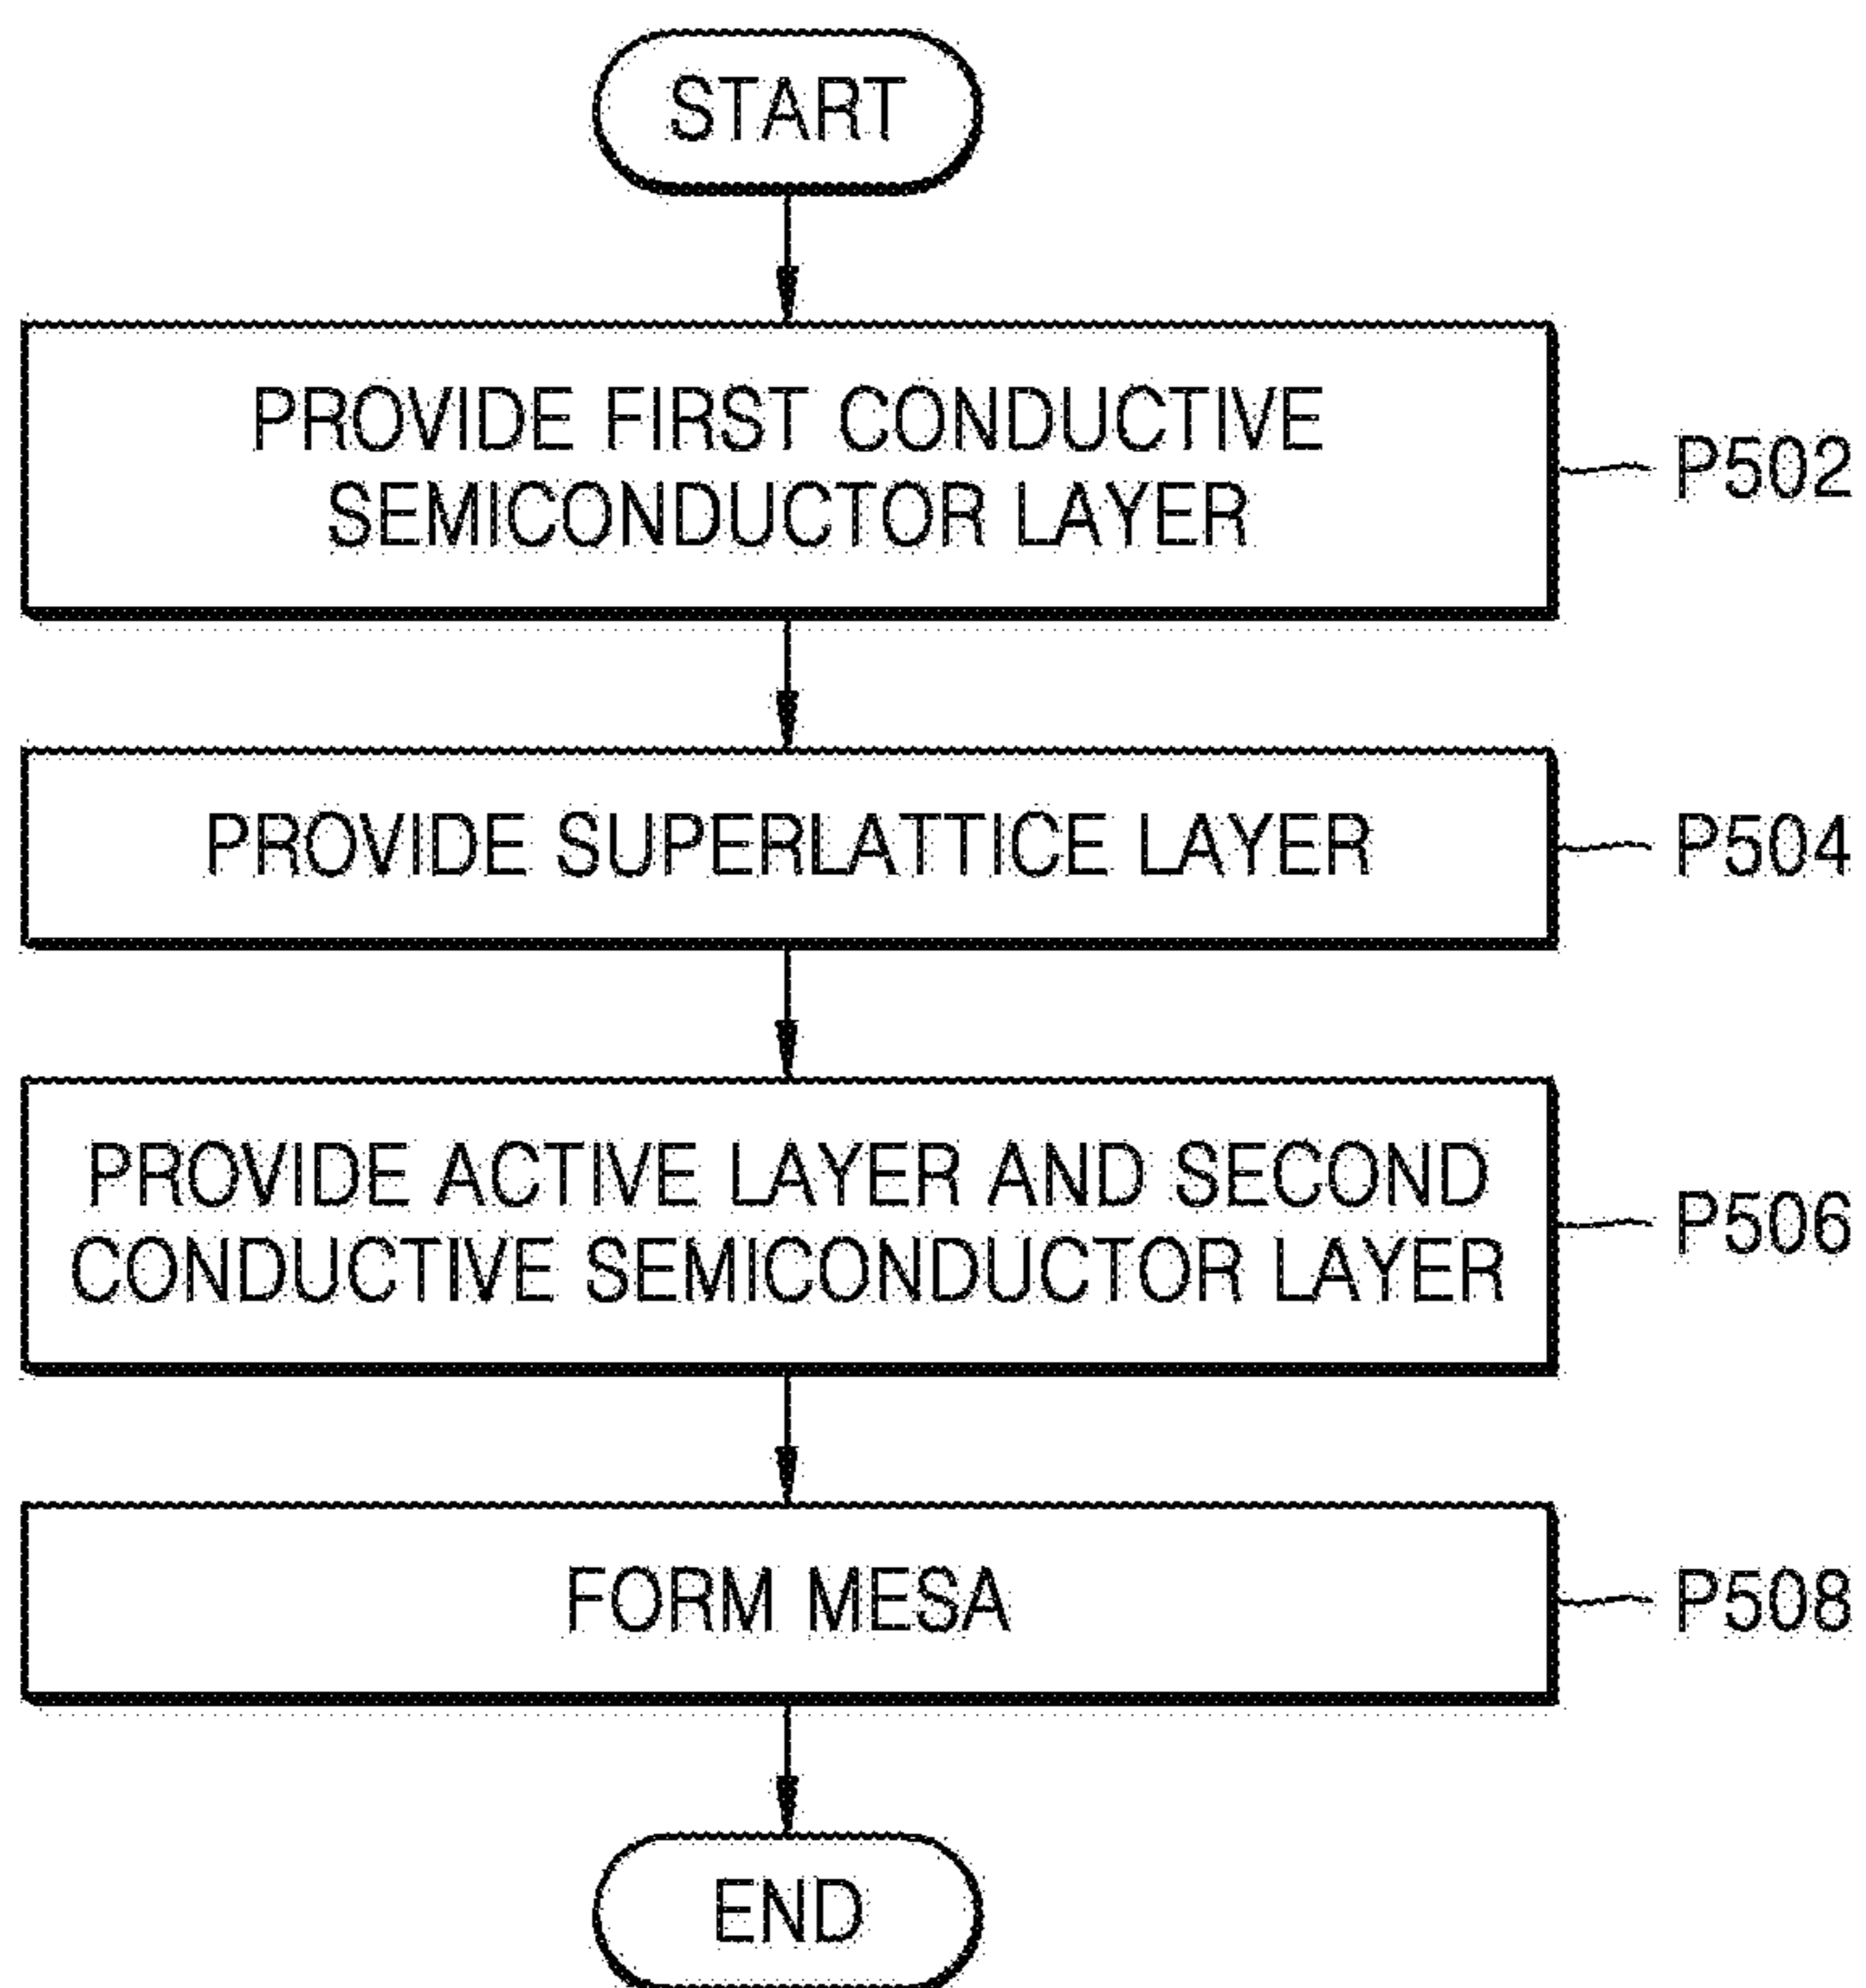 START
PROVIDE FIRST CONDUCTIVE
SEMICONDUCTOR LAYER
P502
PROVIDE SUPERLATTICE LAYER
P504
PROVIDE ACTIVE LAYER AND SECOND
CONDUCTIVE SEMICONDUCTOR LAYER
P506
FORM MESA
P508
END